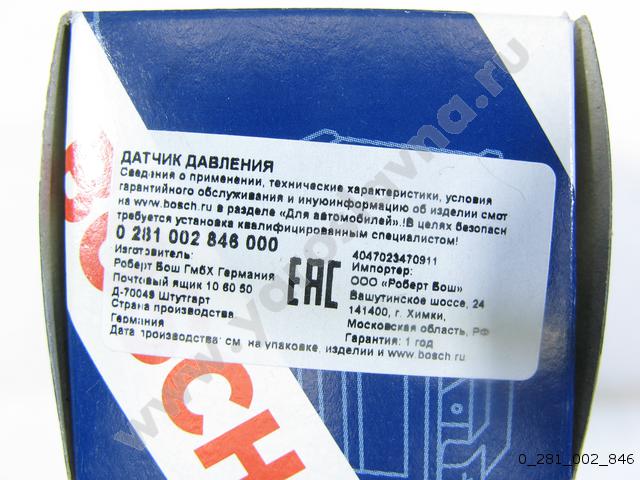 BOSCH
ДАТЧИК ДАВЛЕНИЯ
Сведения о применении, технические характеристики, условия
гарантийного обслуживания и инуюинформацию об изделии смот
на www.bosch.ru в разделе «Для автомобилей».!В целях безопасн
требуется установка квалифицированным специалистом!
0 281 002 846 000
4047023470911
Изготовитель:
Роберт Бош ГмбХ Германия
Почтовый ящик 10 60 50
Д-70049 Штутгарт
Страна производства
Германия
EAC
Импортер:
ООО «Роберт Бош»
Вашутинское шоссе, 24
141400, г. Химки,
Московская область, РФ
Гарантия: 1 год
Дата производства: см. на упаковке, изделии и www.bosch.ru
www.yaroslavna.ru
0_281_002_846